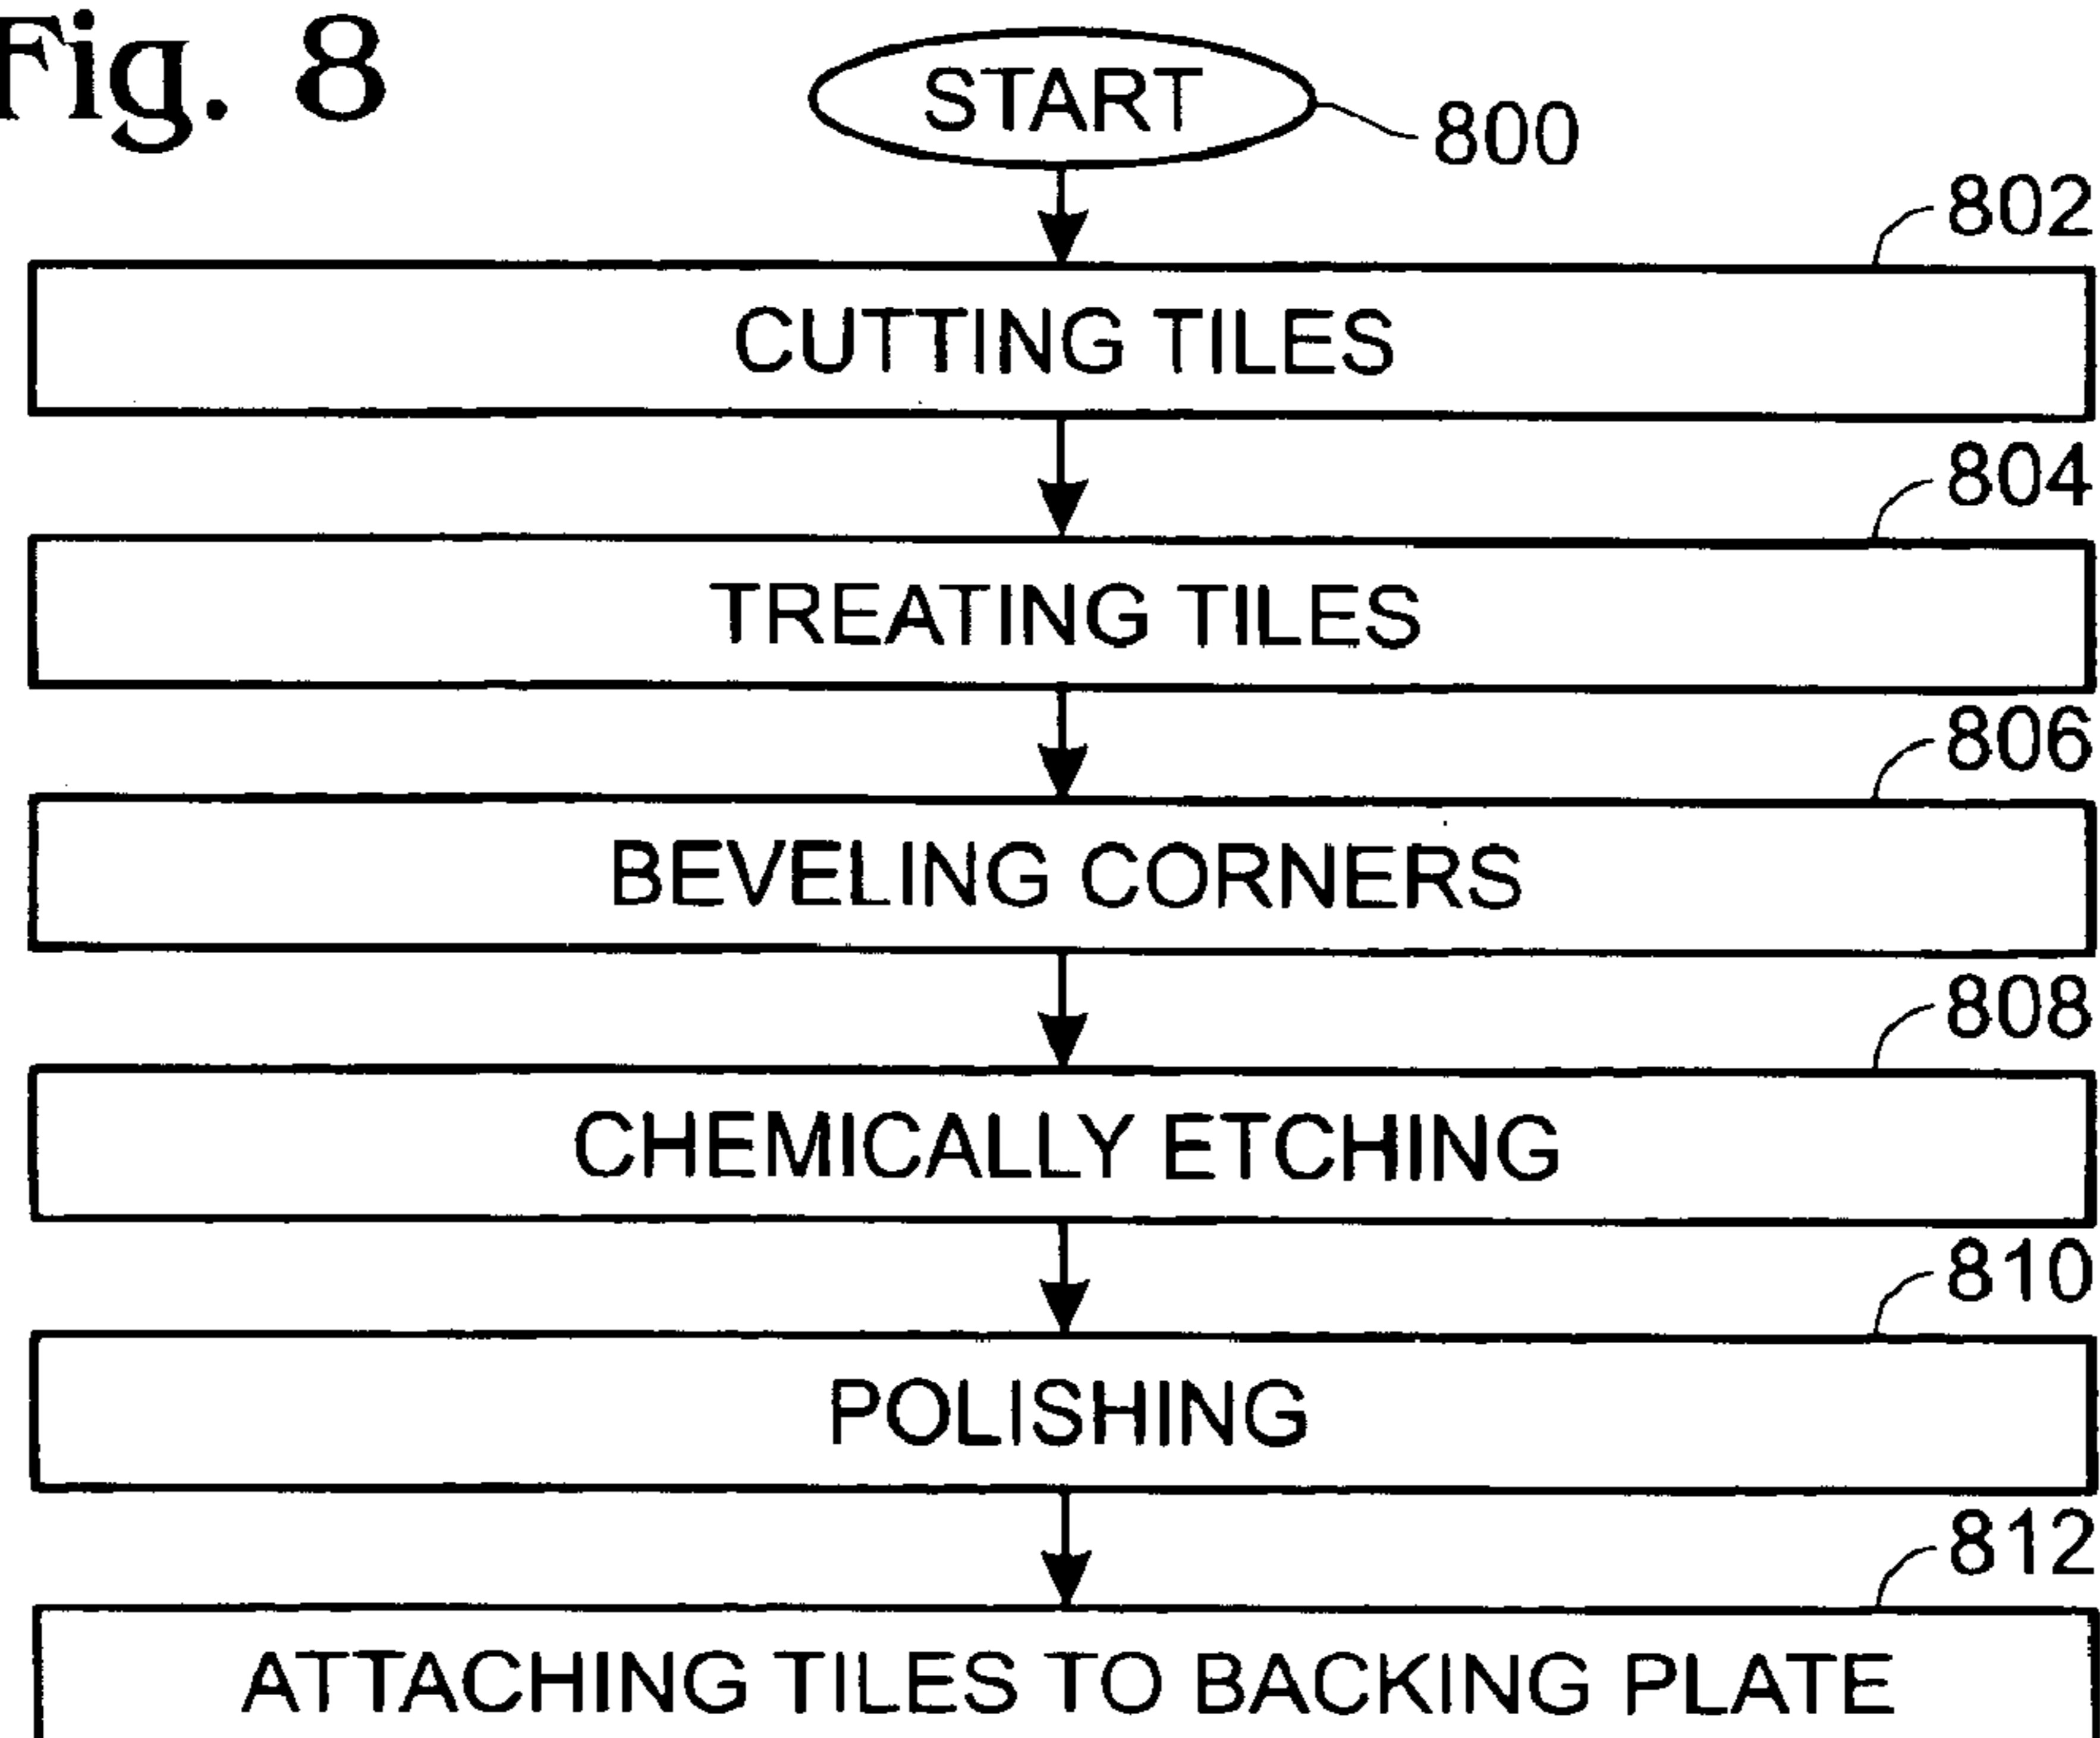 Fig. 8
START
800
802
CUTTING TILES
804
TREATING TILES
806
BEVELING CORNERS
808
CHEMICALLY ETCHING
810
POLISHING
812
ATTACHING TILES TO BACKING PLATE